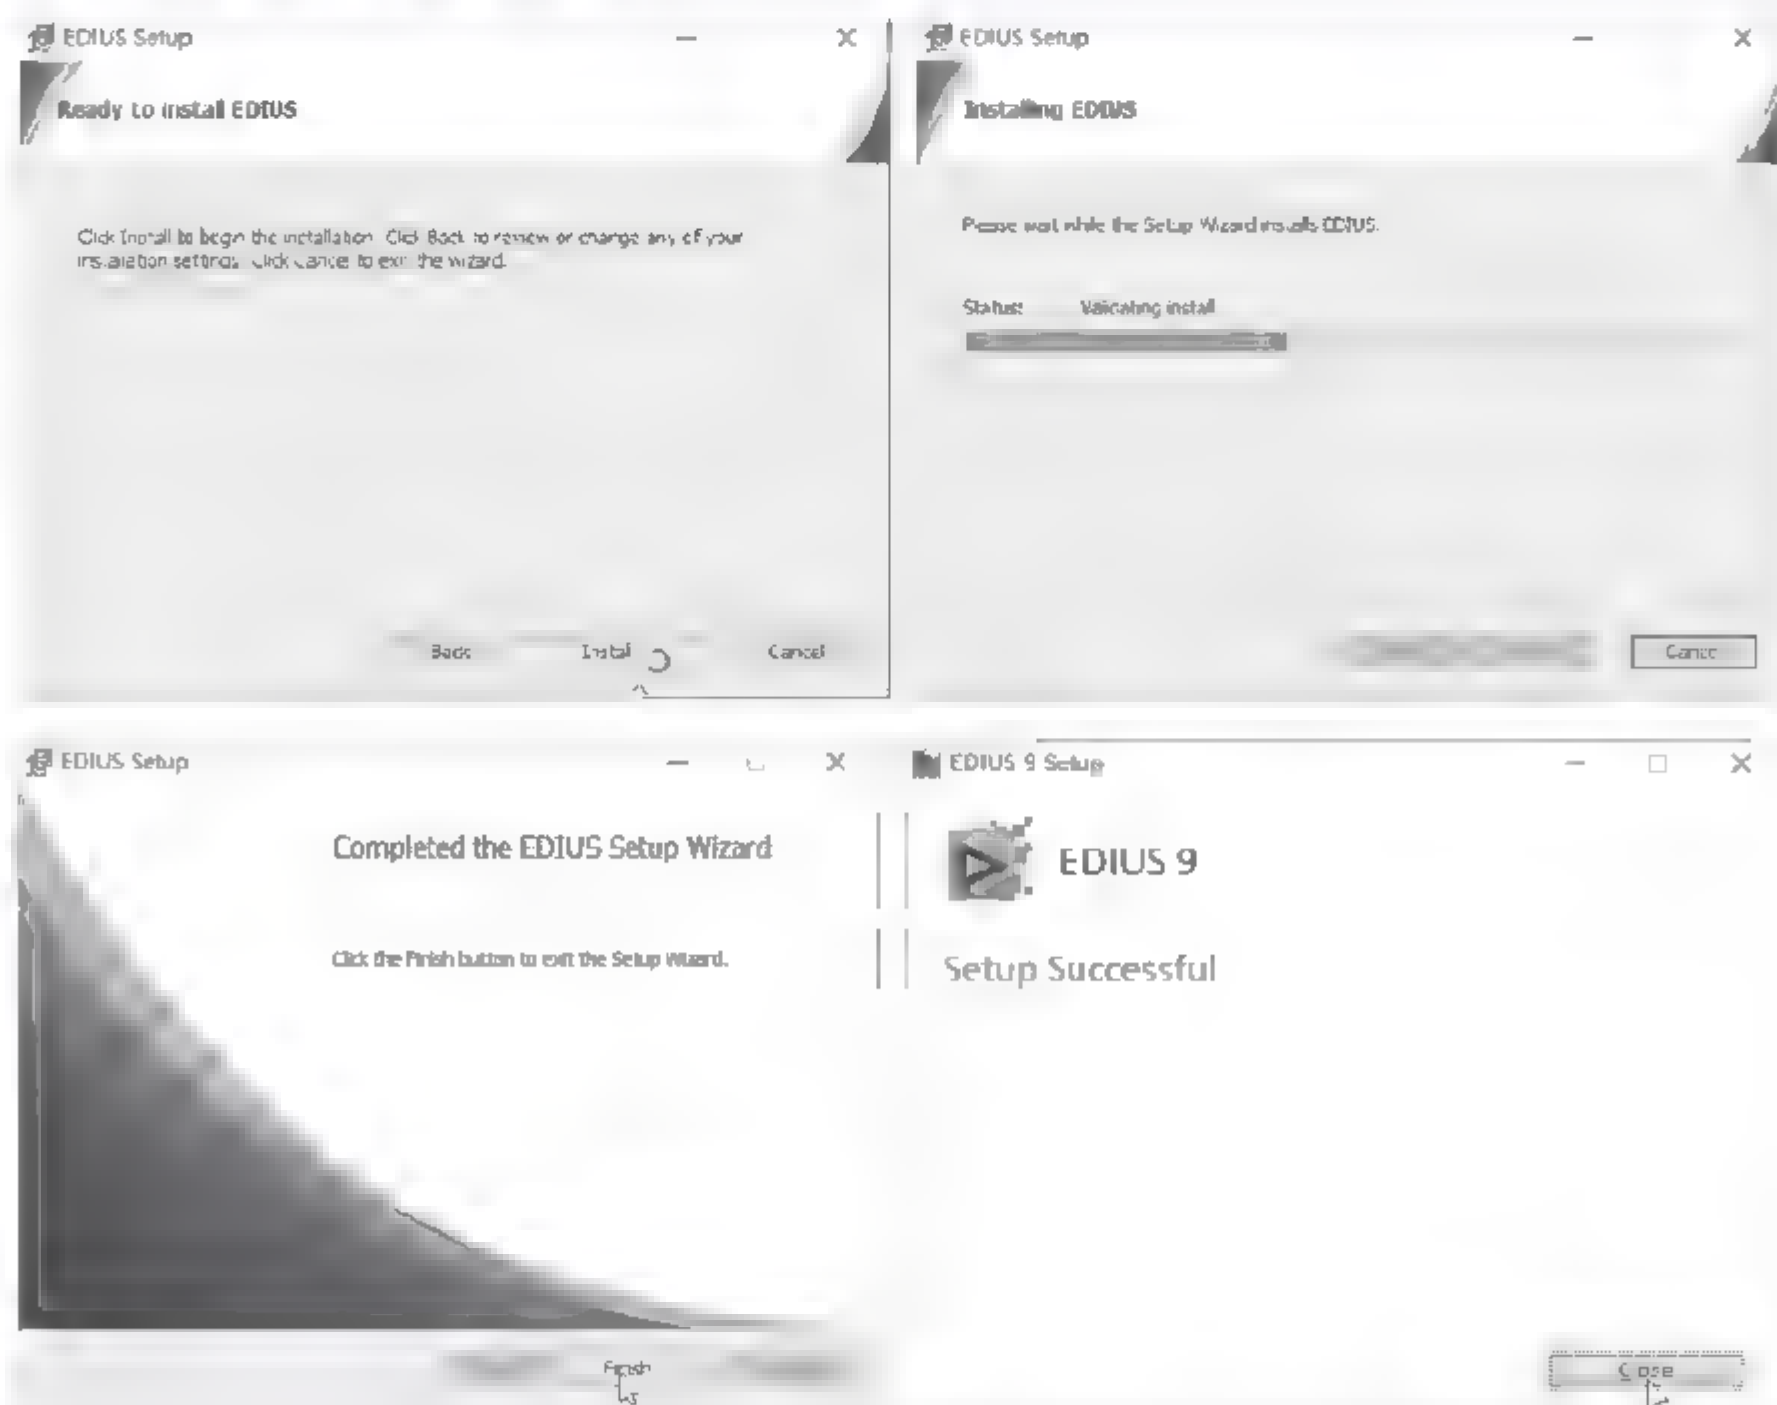 EDIUS Setup
Ready to install EDIUS
Click Install to begin the installation. Click Back to review or change any of your
installation settings. Click Cancel to exit the wizard.
Back Install Cancel
EDIUS Setup
Installing EDIUS
Please wait while the Setup Wizard installs EDIUS.
Status: Validating install
Cancel
EDIUS Setup
Completed the EDIUS Setup Wizard
Click the Finish button to exit the Setup Wizard.
Finish
EDIUS 9 Setup
EDIUS 9
Setup Successful
Close